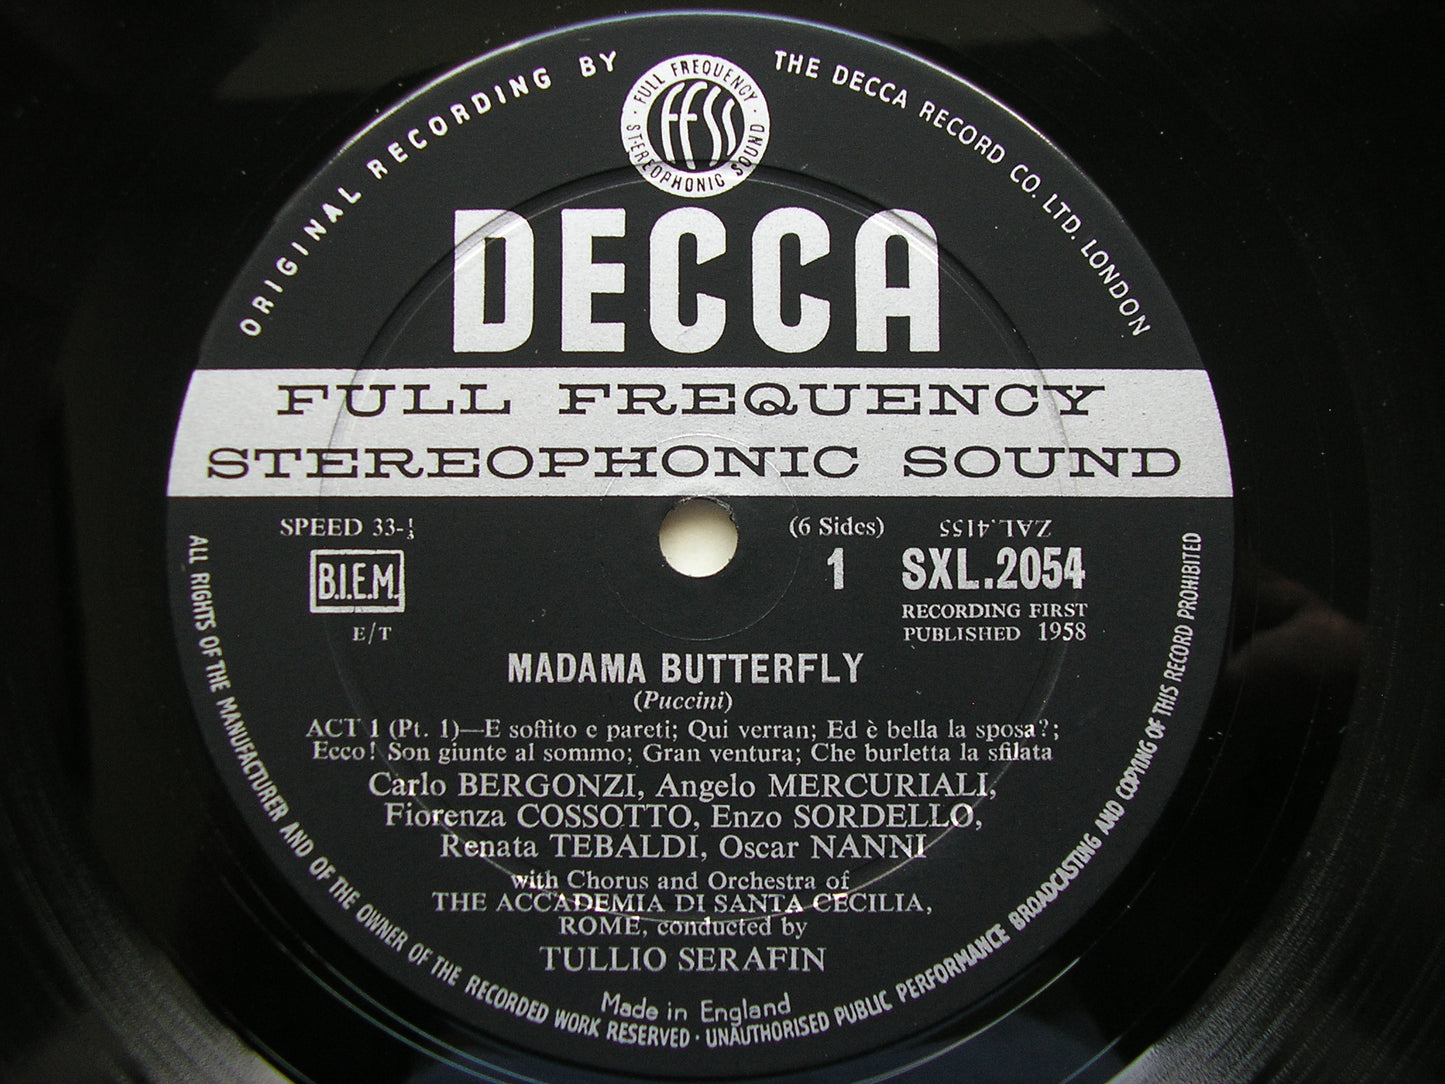 ORIGINAL RECORDING BY
THE DECCA RECORD CO. LTD. LONDON
· FULL FREQUENCY ·
STEREOPHONIC SOUND
FFSS
DECCA
FULL FREQUENCY
STEREOPHONIC SOUND
SPEED 33-⅓
(6 Sides)
ZAL.4155
B.I.E.M.
1
SXL.2054
E/T
RECORDING FIRST
PUBLISHED 1958
MADAMA BUTTERFLY
(Puccini)
ACT 1 (Pt. 1)—E soffito e pareti; Qui verran; Ed è bella la sposa?;
Ecco! Son giunte al sommo; Gran ventura; Che burletta la sfilata
Carlo BERGONZI, Angelo MERCURIALI,
Fiorenza COSSOTTO, Enzo SORDELLO,
Renata TEBALDI, Oscar NANNI
with Chorus and Orchestra of
THE ACCADEMIA DI SANTA CECILIA,
ROME, conducted by
TULLIO SERAFIN
Made in England
ALL RIGHTS OF THE MANUFACTURER AND OF THE OWNER OF THE RECORDED WORK RESERVED · UNAUTHORISED PUBLIC PERFORMANCE BROADCASTING AND COPYING OF THIS RECORD PROHIBITED